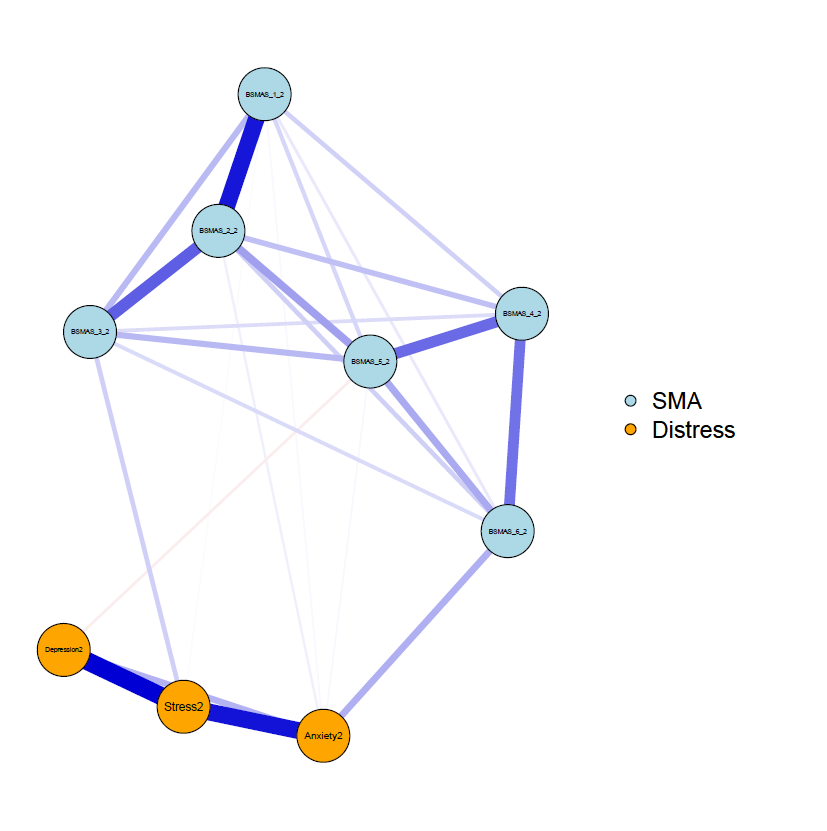 BSMAS_1_2
BSMAS_2_2
BSMAS_3_2
BSMAS_4_2
BSMAS_5_2
SMA
Distress
BSMAS_6_2
Depression2
Stress2
Anxiety2